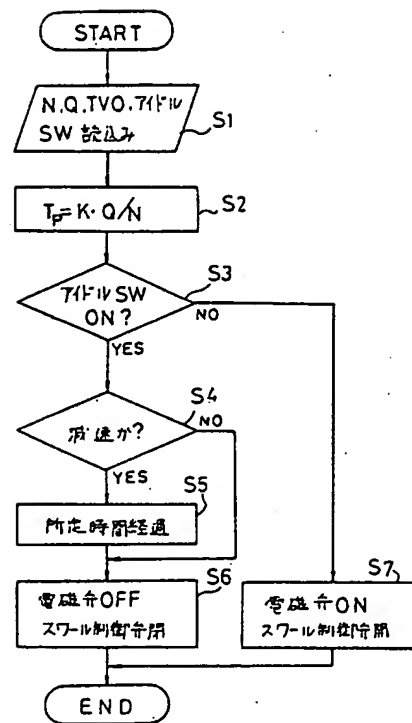 START
N.Q.TVO.アイドル
SW 読込み
S1
Tp=K・Q/N
S2
アイドルSW
ON?
S3
NO
YES
減速か?
S4
NO
YES
所定時間経過
S5
電磁弁OFF
スワール制御弁
S6
電磁弁ON
スワール制御弁
S7
END